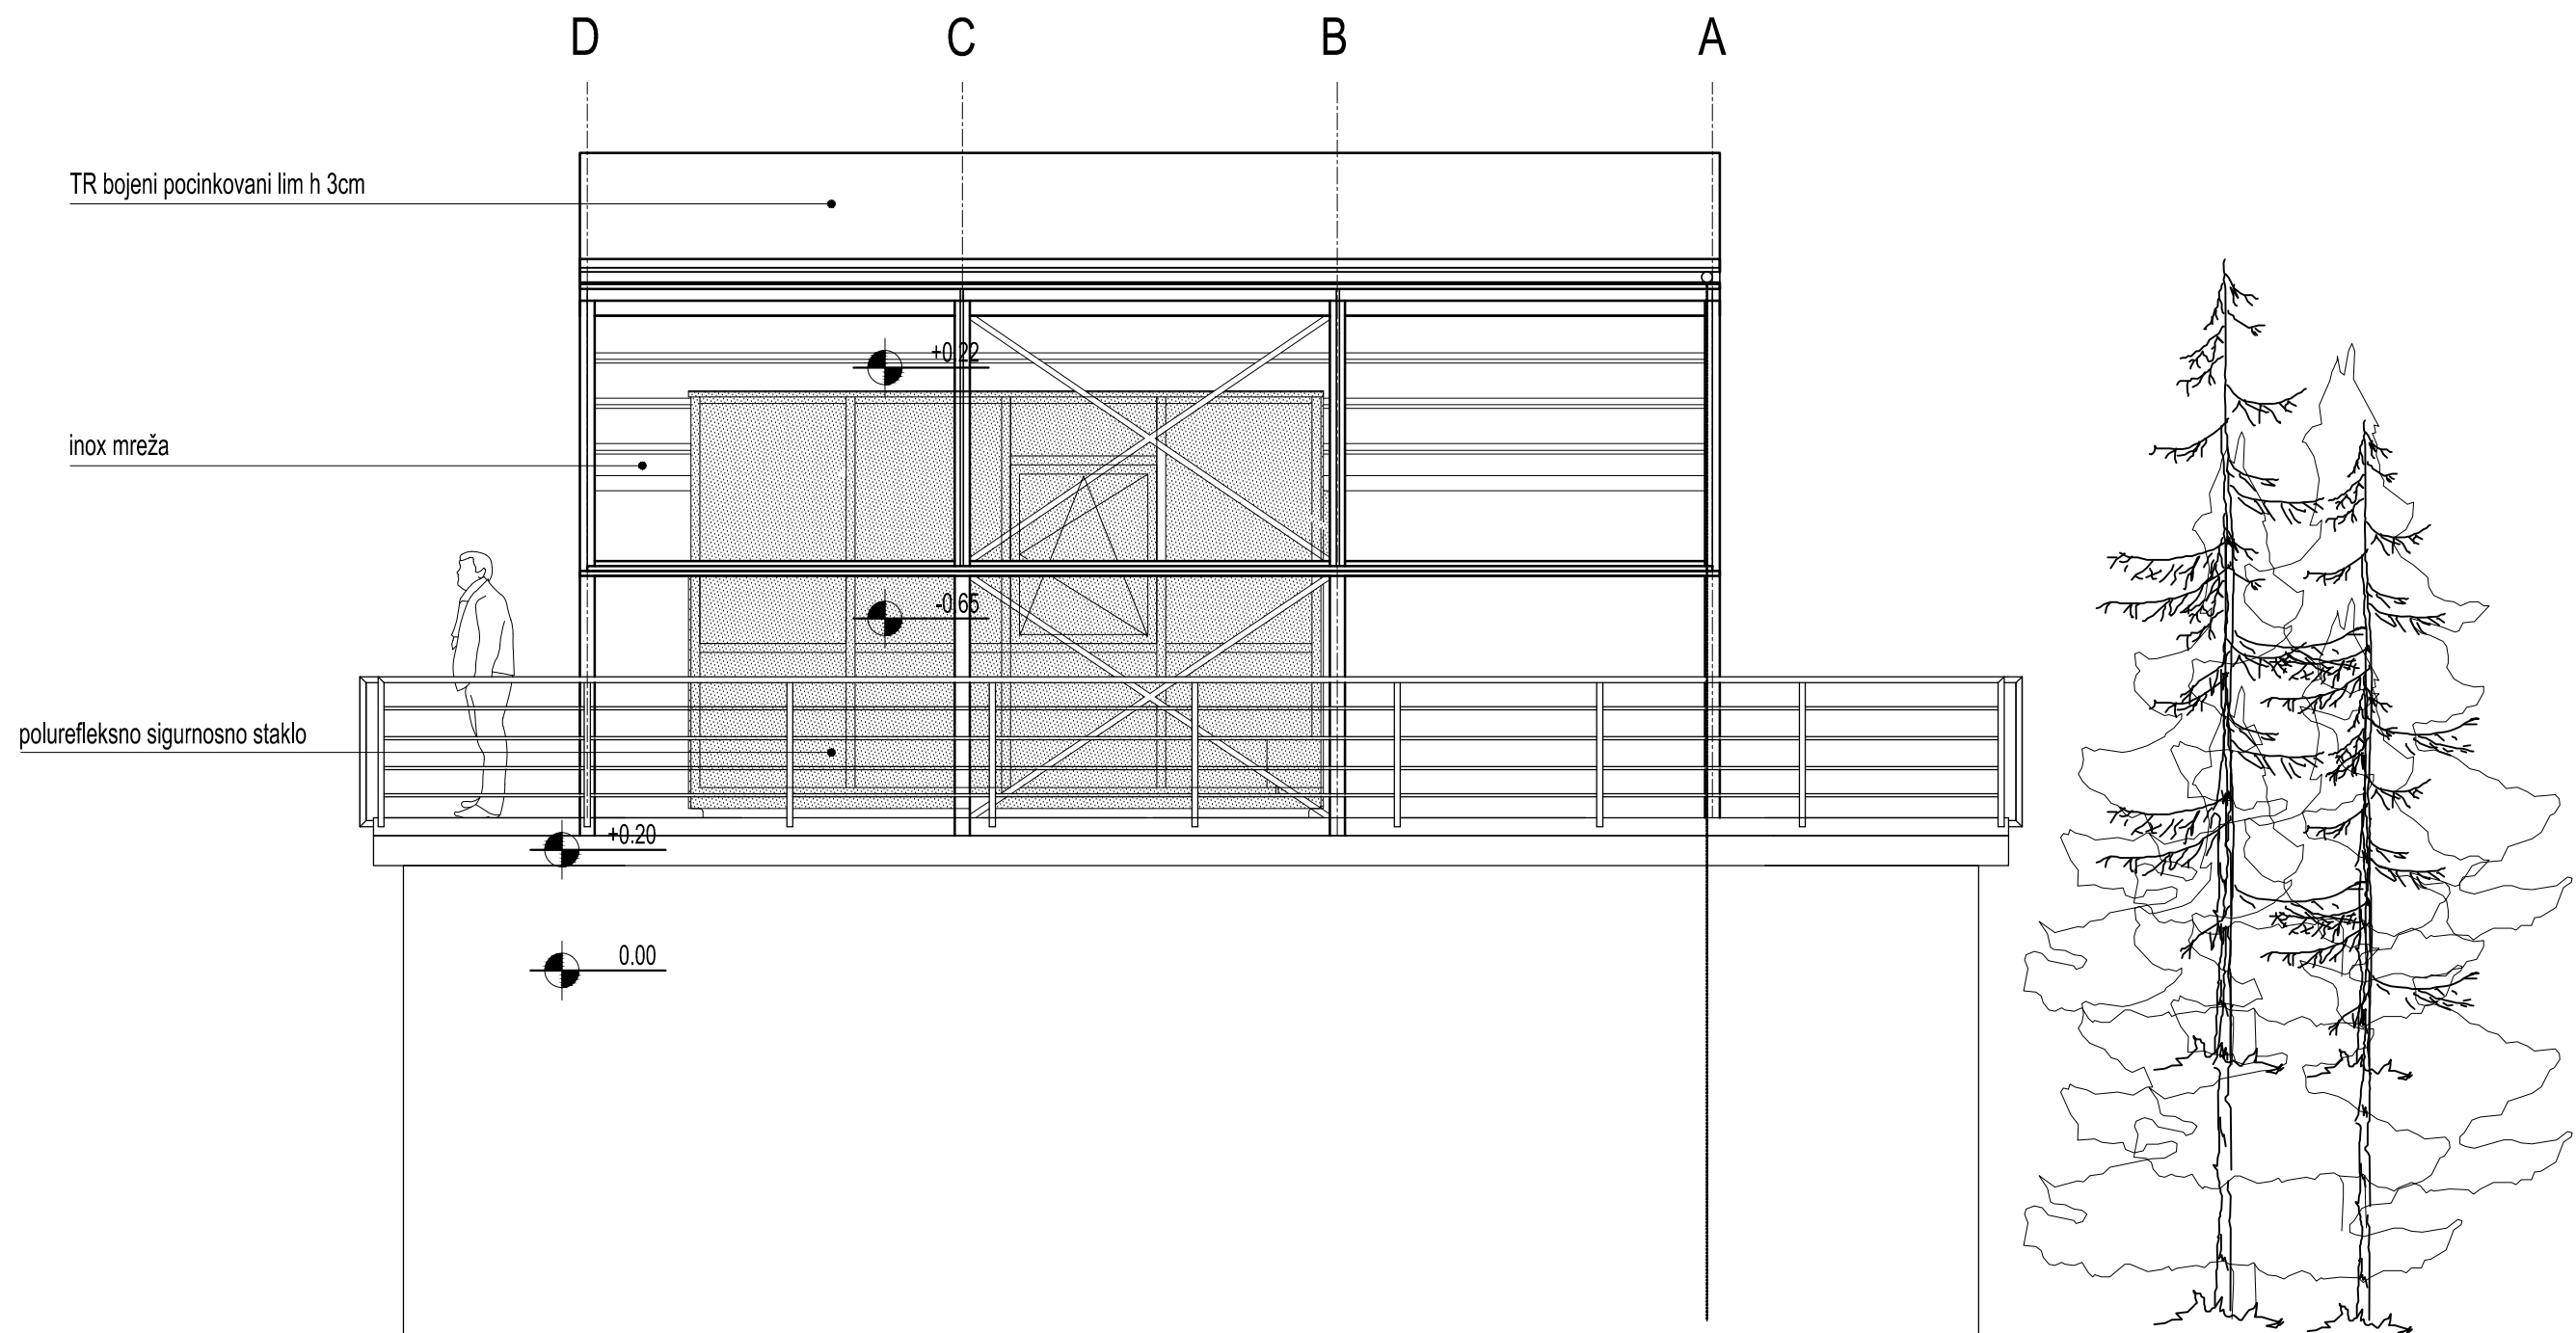 D C B A
TR bojeni pocinkovani lim h 3cm
+0.22
inox mreža
-0.65
polurefleksno sigurnosno staklo
+0.20
0.00